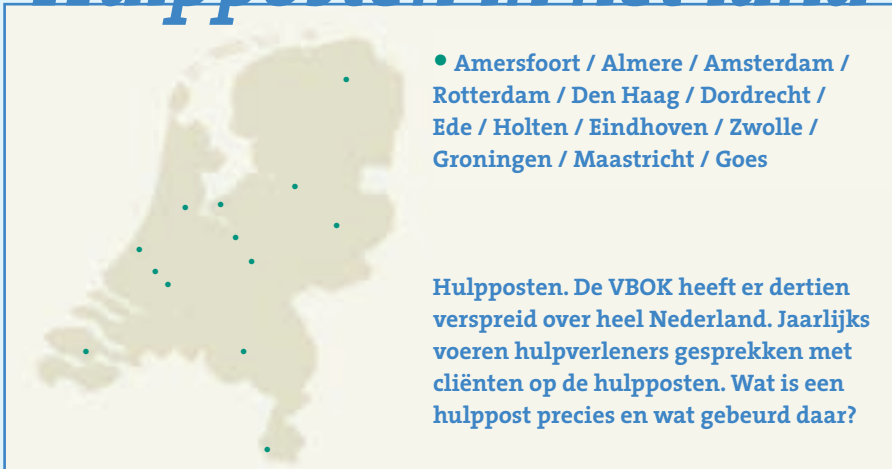 • Amersfoort / Almere / Amsterdam /
Rotterdam / Den Haag / Dordrecht /
Ede / Holten / Eindhoven / Zwolle /
Groningen / Maastricht / Goes
Hulpposten. De VBOK heeft er dertien
verspreid over heel Nederland. Jaarlijks
voeren hulpverleners gesprekken met
cliënten op de hulpposten. Wat is een
hulppost precies en wat gebeurd daar?